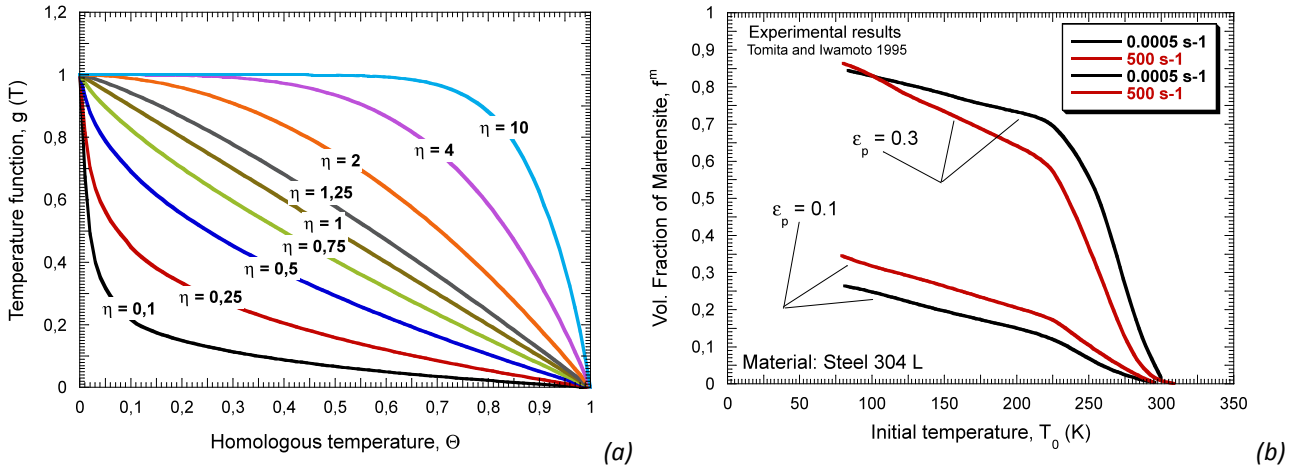 Temperature function, g (T)
1,2
1
0,8
0,6
0,4
0,2
0
η = 10
η = 4
η = 2
η = 1,25
η = 1
η = 0,75
η = 0,5
η = 0,25
η = 0,1
0 0,1 0,2 0,3 0,4 0,5 0,6 0,7 0,8 0,9 1
Homologous temperature, Θ
(a)
Vol. Fraction of Martensite, f^m
1
0,9
0,8
0,7
0,6
0,5
0,4
0,3
0,2
0,1
0
Experimental results
Tomita and Iwamoto 1995
0.0005 s-1
500 s-1
0.0005 s-1
500 s-1
ε_p = 0.3
ε_p = 0.1
Material: Steel 304 L
0 50 100 150 200 250 300 350
Initial temperature, T_0 (K)
(b)